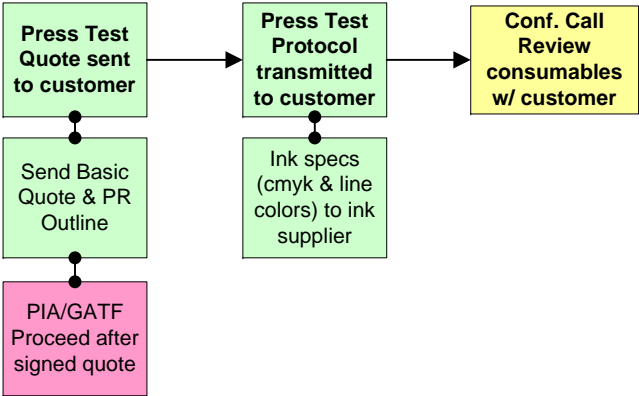 Press Test
Quote sent
to customer
Press Test
Protocol
transmitted
to customer
Conf. Call
Review
consumables
w/ customer
Send Basic
Quote & PR
Outline
Ink specs
(cmyk & line
colors) to ink
supplier
PIA/GATF
Proceed after
signed quote